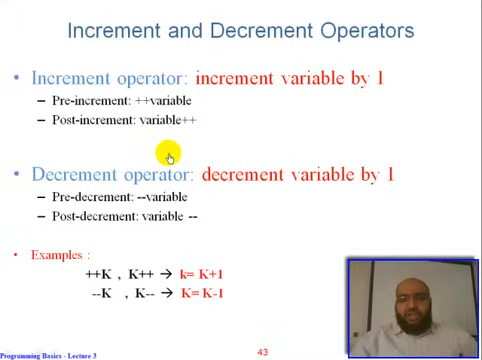 Increment and Decrement Operators
• Increment operator: increment variable by 1
– Pre-increment: ++variable
– Post-increment: variable++
• Decrement operator: decrement variable by 1
– Pre-decrement: --variable
– Post-decrement: variable --
• Examples :
++K , K++ → k= K+1
--K , K-- → K= K-1
Programming Basics - Lecture 3
43